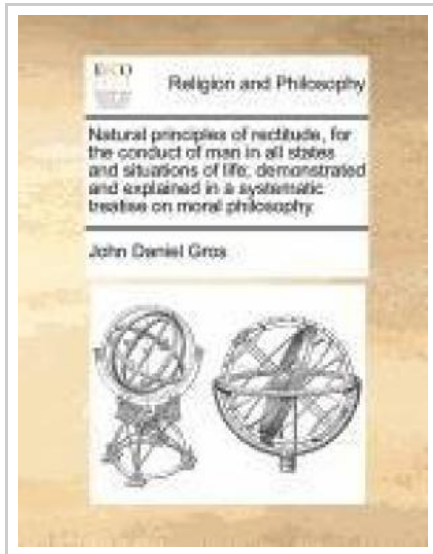 ECCO
Religion and Philosophy
Natural principles of rectitude, for
the conduct of man in all states
and situations of life; demonstrated
and explained in a systematic
treatise on moral philosophy
John Daniel Gros